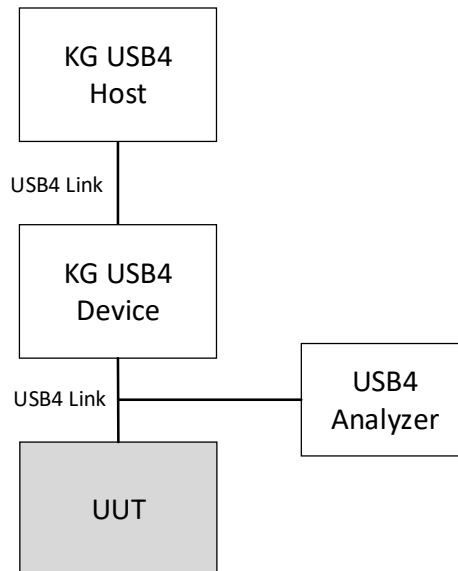 KG USB4
Host
USB4 Link
KG USB4
Device
USB4 Link
USB4
Analyzer
UUT